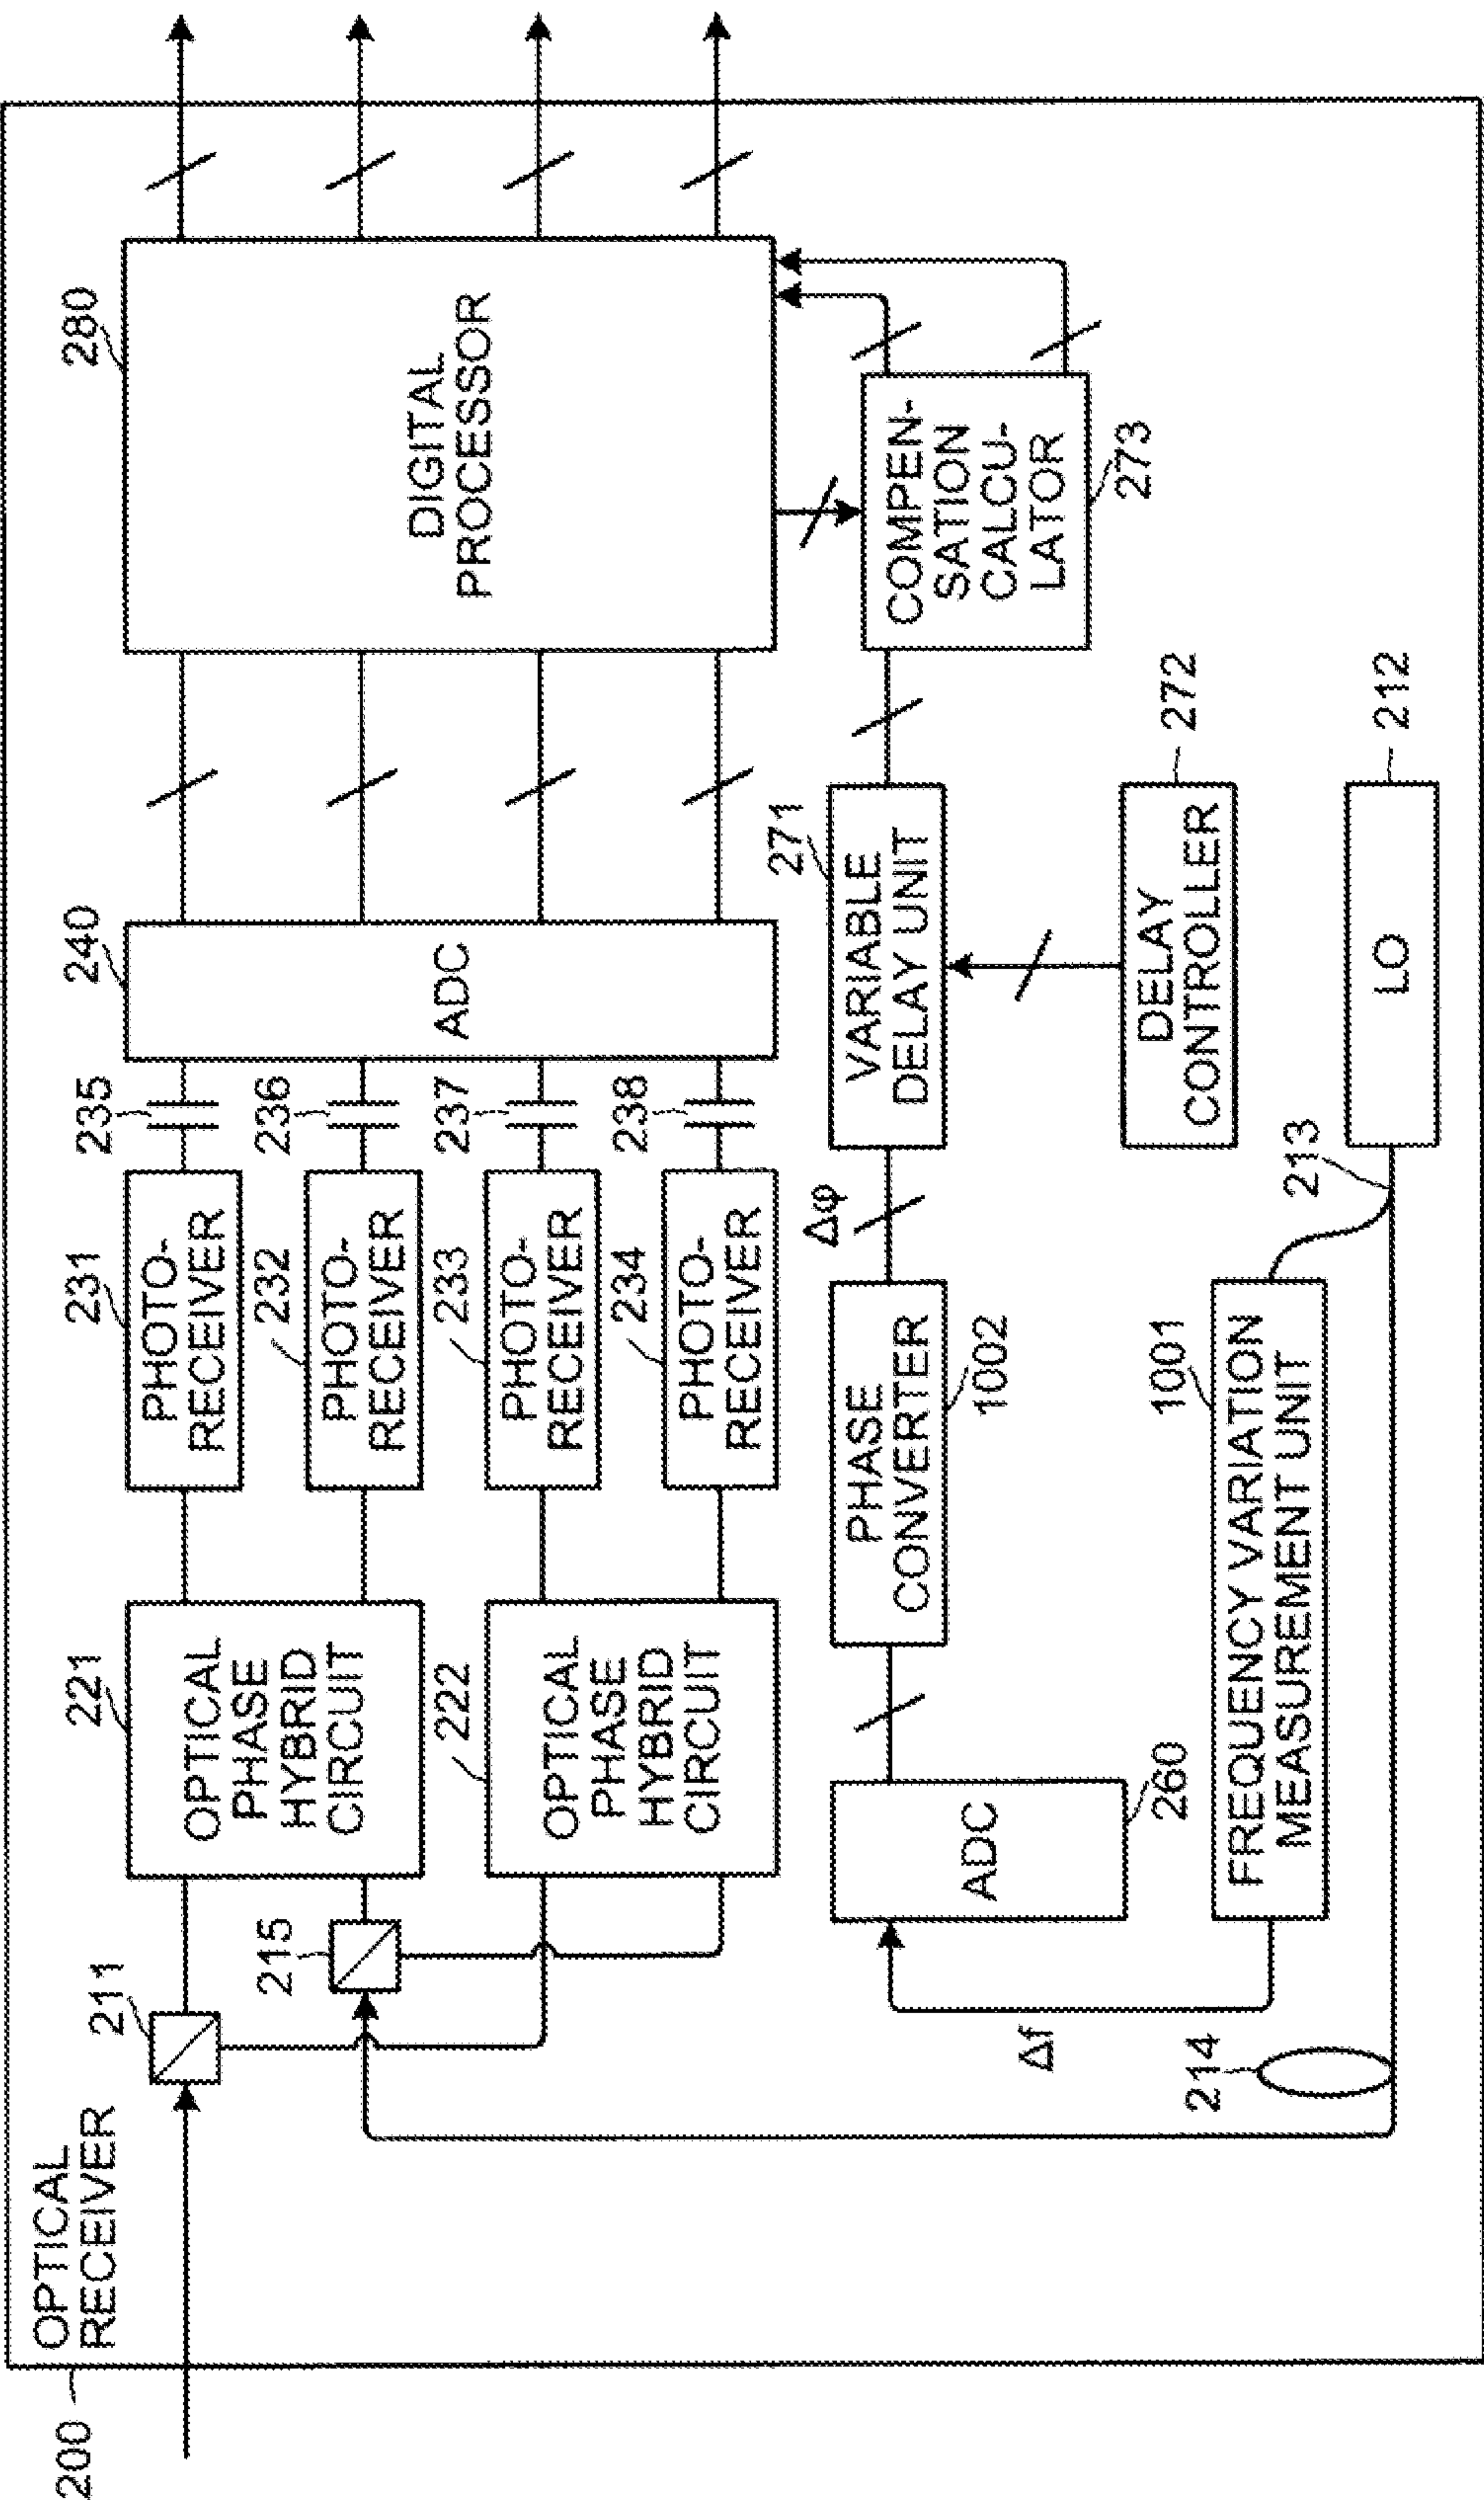 200
OPTICAL
RECEIVER
211
215
221
OPTICAL
PHASE
HYBRID
CIRCUIT
222
OPTICAL
PHASE
HYBRID
CIRCUIT
231
PHOTO-
RECEIVER
232
PHOTO-
RECEIVER
233
PHOTO-
RECEIVER
234
PHOTO-
RECEIVER
235
236
237
238
240
ADC
280
DIGITAL
PROCESSOR
Δf
260
ADC
1002
PHASE
CONVERTER
Δφ
271
VARIABLE
DELAY UNIT
COMPEN-
SATION
CALCU-
LATOR
273
272
DELAY
CONTROLLER
214
1001
FREQUENCY VARIATION
MEASUREMENT UNIT
213
212
LO